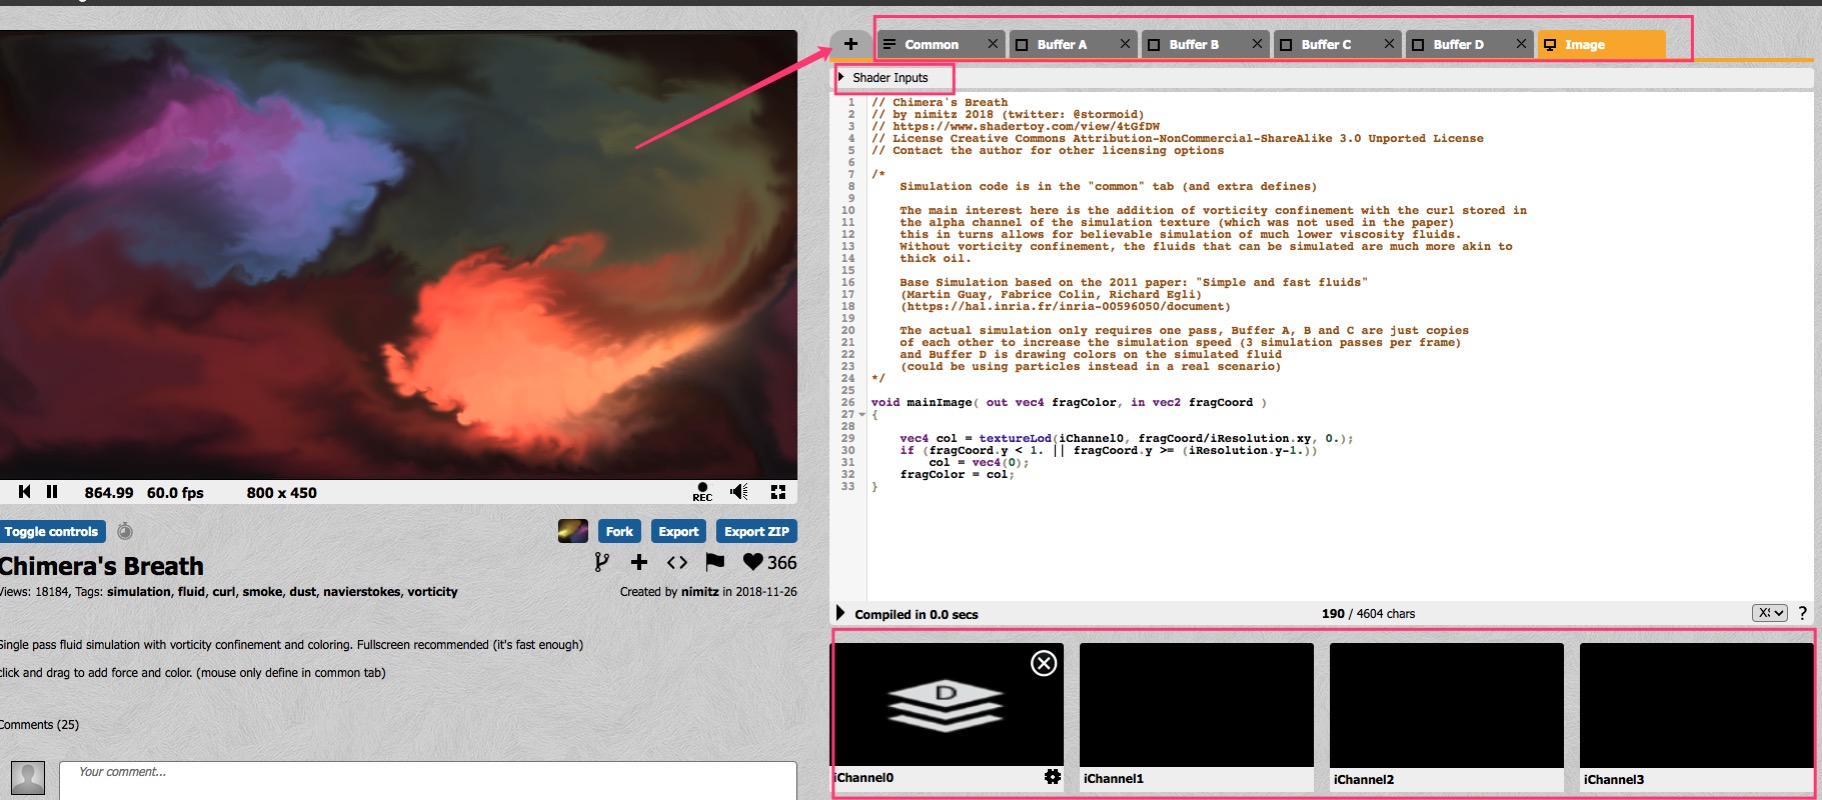 Common
Buffer A
Buffer B
Buffer C
Buffer D
Image
Shader Inputs
1 // Chimera's Breath
2 // by nimitz 2018 (twitter: @stormoid)
3 // https://www.shadertoy.com/view/4tGfDW
4 // License Creative Commons Attribution-NonCommercial-ShareAlike 3.0 Unported License
5 // Contact the author for other licensing options
6
7 /*
8 Simulation code is in the "common" tab (and extra defines)
9
10 The main interest here is the addition of vorticity confinement with the curl stored in
11 the alpha channel of the simulation texture (which was not used in the paper)
12 this in turns allows for believable simulation of much lower viscosity fluids.
13 Without vorticity confinement, the fluids that can be simulated are much more akin to
14 thick oil.
15
16 Base Simulation based on the 2011 paper: "Simple and fast fluids"
17 (Martin Guay, Fabrice Colin, Richard Egli)
18 (https://hal.inria.fr/inria-00596050/document)
19
20 The actual simulation only requires one pass, Buffer A, B and C are just copies
21 of each other to increase the simulation speed (3 simulation passes per frame)
22 and Buffer D is drawing colors on the simulated fluid
23 (could be using particles instead in a real scenario)
24 */
25
26 void mainImage( out vec4 fragColor, in vec2 fragCoord )
27 {
28
29 vec4 col = textureLod(iChannel0, fragCoord/iResolution.xy, 0.);
30 if (fragCoord.y < 1. || fragCoord.y >= (iResolution.y-1.))
31 col = vec4(0);
32 fragColor = col;
33 }
864.99 60.0 fps 800 x 450
REC
Toggle controls
Fork
Export
Export ZIP
Chimera's Breath
366
Views: 18184, Tags: simulation, fluid, curl, smoke, dust, navierstokes, vorticity
Created by nimitz in 2018-11-26
Single pass fluid simulation with vorticity confinement and coloring. Fullscreen recommended (it's fast enough)
click and drag to add force and color. (mouse only define in common tab)
Comments (25)
Your comment...
Compiled in 0.0 secs
190 / 4604 chars
?
D
iChannel0
iChannel1
iChannel2
iChannel3